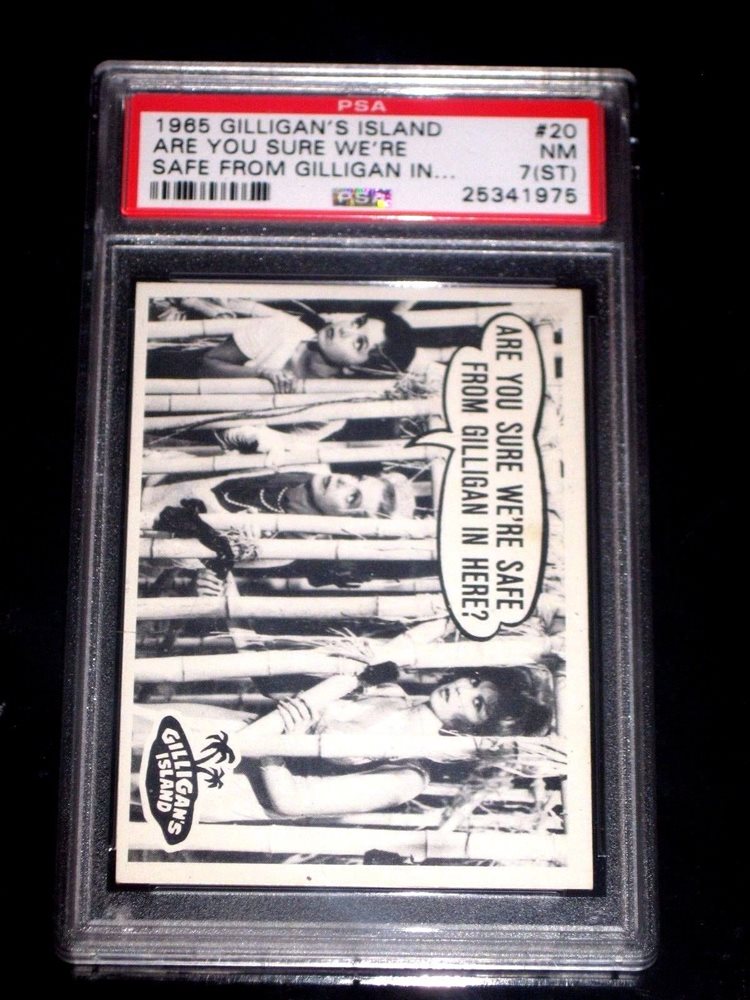 PSA
1965 GILLIGAN'S ISLAND #20
ARE YOU SURE WE'RE NM
SAFE FROM GILLIGAN IN... 7(ST)
PSA 25341975
ARE YOU SURE WE'RE SAFE
FROM GILLIGAN IN HERE?
GILLIGAN'S
ISLAND